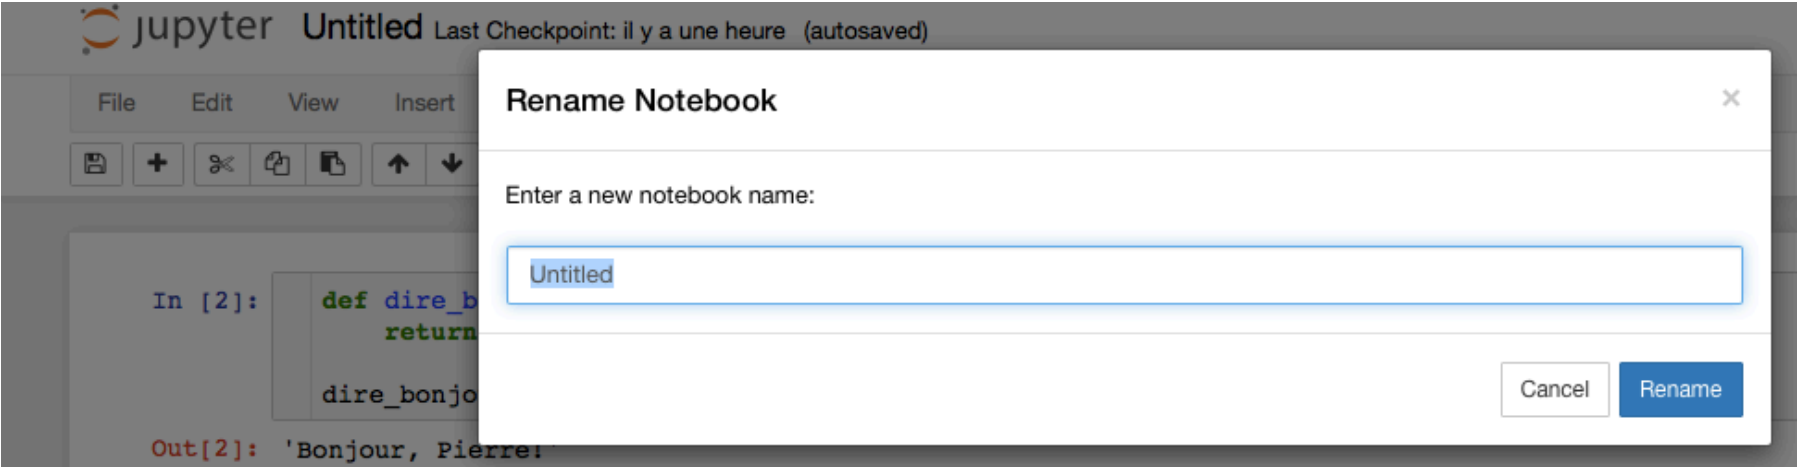 jupyter Untitled Last Checkpoint: il y a une heure (autosaved)
File Edit View Insert
Rename Notebook ×
Enter a new notebook name:
Untitled
In [2]: def dire_b
return
dire_bonjo
Cancel Rename
Out[2]: 'Bonjour, Pierre!'